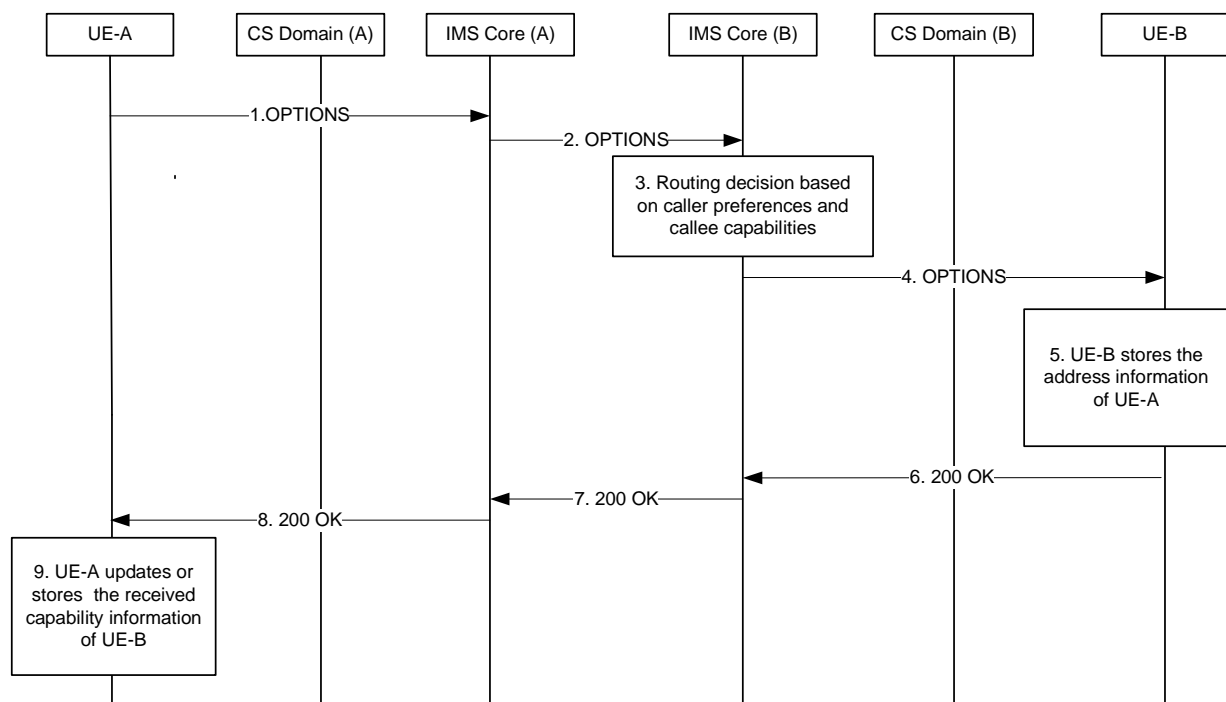 UE-A
CS Domain (A)
IMS Core (A)
IMS Core (B)
CS Domain (B)
UE-B
1.OPTIONS
2. OPTIONS
3. Routing decision based
on caller preferences and
callee capabilities
4. OPTIONS
5. UE-B stores the
address information
of UE-A
6. 200 OK
7. 200 OK
8. 200 OK
9. UE-A updates or
stores the received
capability information
of UE-B